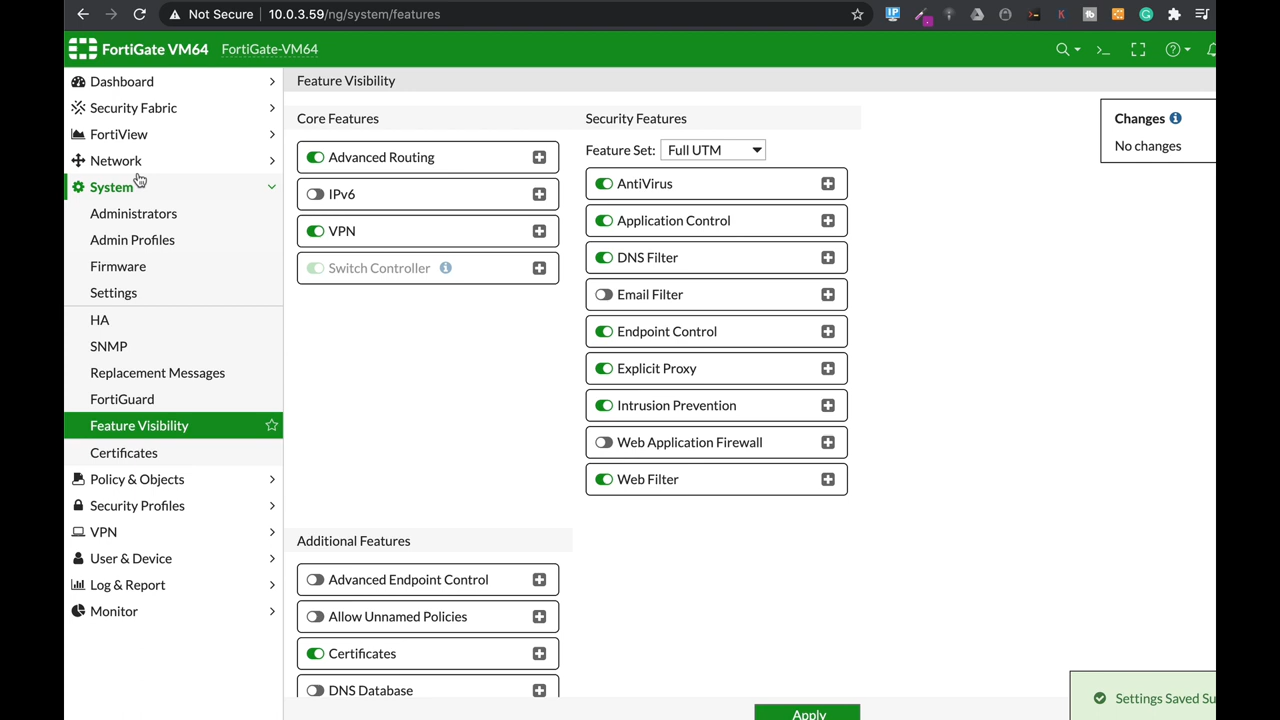 Not Secure | 10.0.3.59/ng/system/features
FortiGate VM64 FortiGate-VM64
Dashboard
Security Fabric
FortiView
Network
System
Administrators
Admin Profiles
Firmware
Settings
HA
SNMP
Replacement Messages
FortiGuard
Feature Visibility
Certificates
Policy & Objects
Security Profiles
VPN
User & Device
Log & Report
Monitor
Feature Visibility
Core Features
Advanced Routing
IPv6
VPN
Switch Controller
Security Features
Feature Set: Full UTM
AntiVirus
Application Control
DNS Filter
Email Filter
Endpoint Control
Explicit Proxy
Intrusion Prevention
Web Application Firewall
Web Filter
Additional Features
Advanced Endpoint Control
Allow Unnamed Policies
Certificates
DNS Database
Changes
No changes
Apply
Settings Saved Su